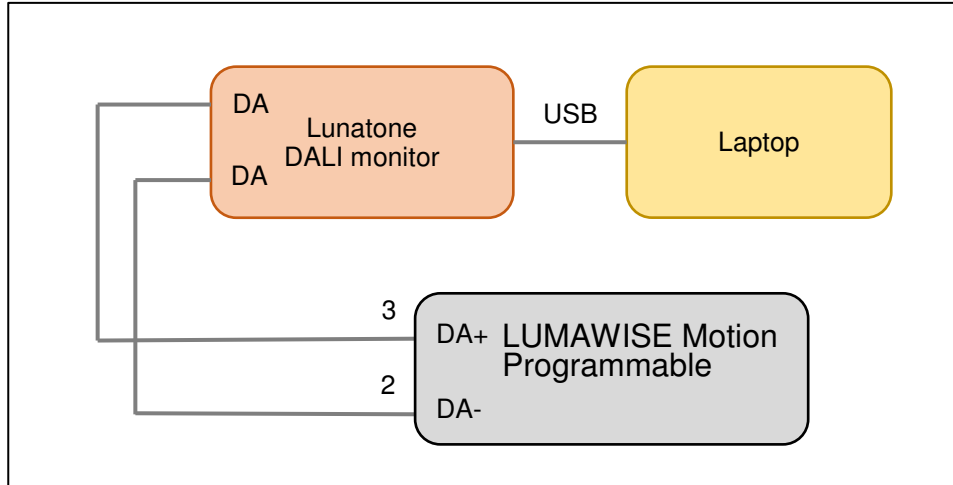 DA
Lunatone
DALI monitor
DA
USB
Laptop
3
DA+
LUMAWISE Motion
Programmable
2
DA-